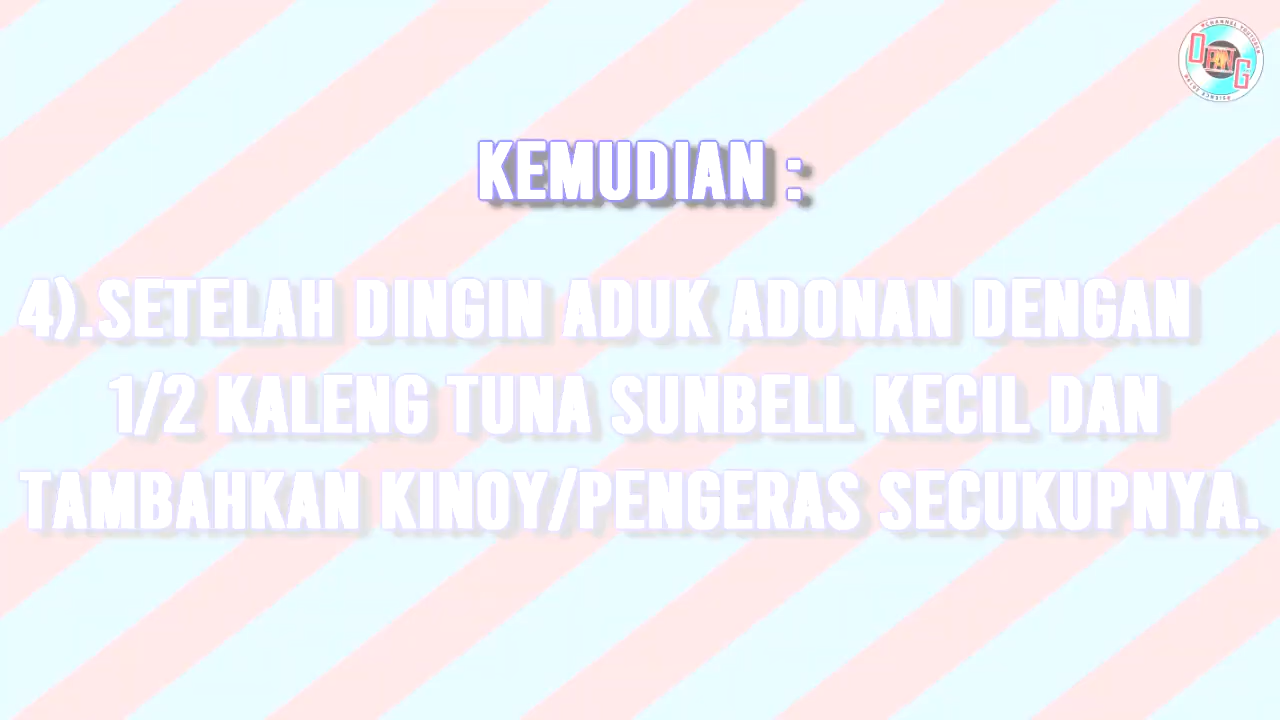 KEMUDIAN :
4).SETELAH DINGIN ADUK ADONAN DENGAN
1/2 KALENG TUNA SUNBELL KECIL DAN
TAMBAHKAN KINOY/PENGERAS SECUKUPNYA.